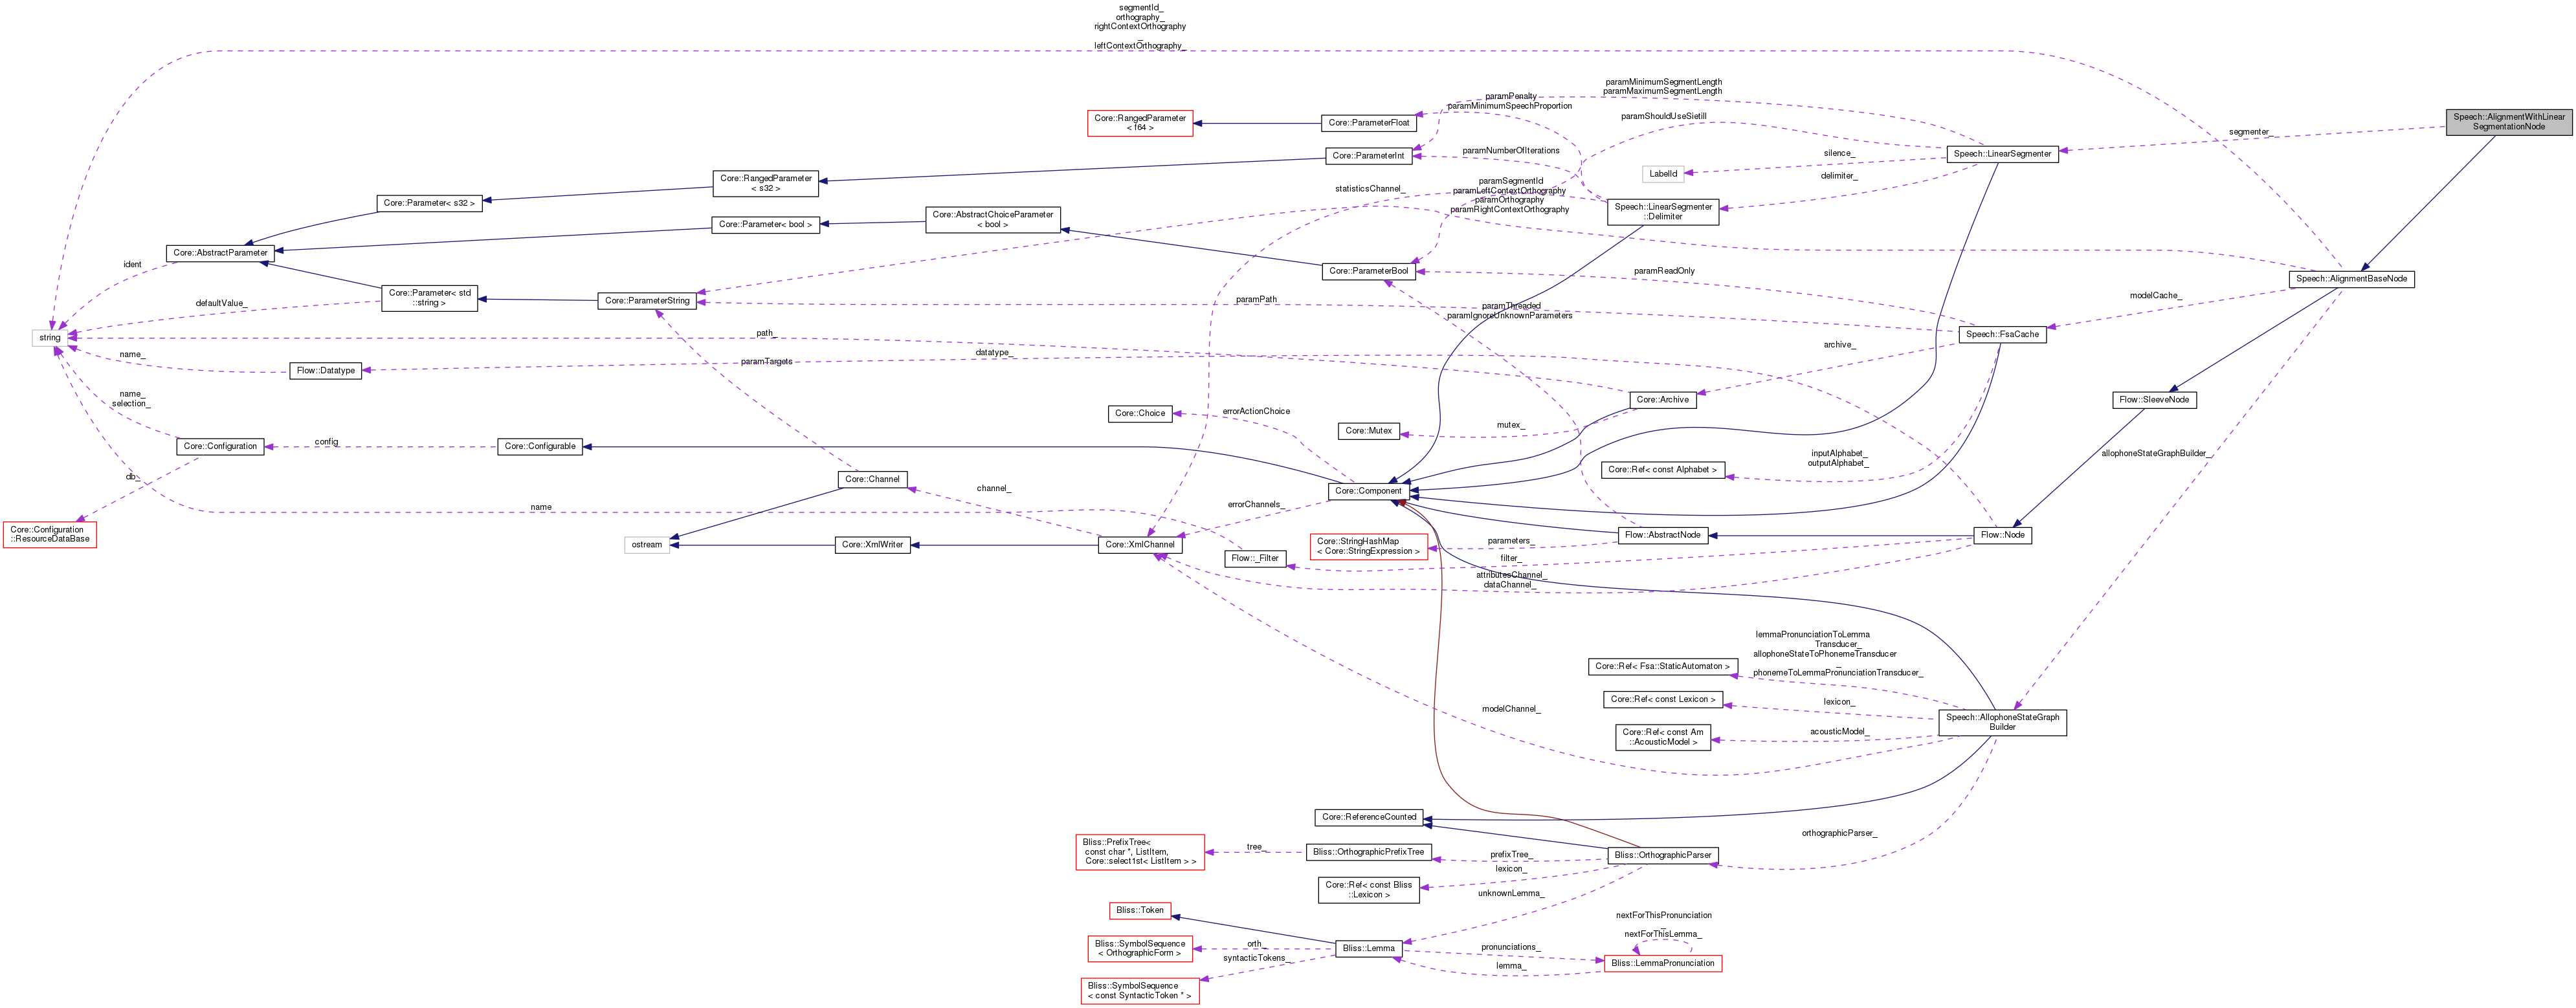 segmentId_
orthography_
rightContextOrthography
_
leftContextOrthography_
paramMinimumSegmentLength
paramMaximumSegmentLength
paramPenalty
paramMinimumSpeechProportion
Core::RangedParameter
< f64 >
Core::ParameterFloat
paramShouldUseSietill
Speech::AlignmentWithLinear
SegmentationNode
segmenter_
Core::ParameterInt
paramNumberOfIterations
silence_
Speech::LinearSegmenter
LabelId
delimiter_
Core::RangedParameter
< s32 >
statisticsChannel_
paramSegmentId
paramLeftContextOrthography
paramOrthography
paramRightContextOrthography
Core::Parameter< s32 >
Core::Parameter< bool >
Core::AbstractChoiceParameter
< bool >
Speech::LinearSegmenter
::Delimiter
Core::AbstractParameter
ident
Core::ParameterBool
paramReadOnly
Speech::AlignmentBaseNode
Core::Parameter< std
::string >
defaultValue_
Core::ParameterString
paramPath
paramThreaded
paramIgnoreUnknownParameters
modelCache_
string
path_
Speech::FsaCache
name_
paramTargets
datatype_
archive_
Flow::Datatype
name_
selection_
Core::Choice
errorActionChoice
Core::Archive
Flow::SleeveNode
Core::Mutex
mutex_
Core::Configuration
config
Core::Configurable
inputAlphabet_
outputAlphabet_
allophoneStateGraphBuilder_
Core::Ref< const Alphabet >
db_
Core::Channel
channel_
Core::Component
name
errorChannels_
Core::Configuration
::ResourceDataBase
ostream
Core::XmlWriter
Core::XmlChannel
Flow::_Filter
Core::StringHashMap
< Core::StringExpression >
parameters_
Flow::AbstractNode
Flow::Node
filter_
attributesChannel_
dataChannel_
lemmaPronunciationToLemma
Transducer_
allophoneStateToPhonemeTransducer
_
phonemeToLemmaPronunciationTransducer_
Core::Ref< Fsa::StaticAutomaton >
Core::Ref< const Lexicon >
lexicon_
modelChannel_
Speech::AllophoneStateGraph
Builder
Core::Ref< const Am
::AcousticModel >
acousticModel_
Core::ReferenceCounted
orthographicParser_
Bliss::PrefixTree<
const char *, ListItem,
Core::select1st< ListItem > >
tree_
Bliss::OrthographicPrefixTree
prefixTree_
Bliss::OrthographicParser
lexicon_
Core::Ref< const Bliss
::Lexicon >
unknownLemma_
Bliss::Token
nextForThisPronunciation
_
nextForThisLemma_
Bliss::SymbolSequence
< OrthographicForm >
orth_
Bliss::Lemma
pronunciations_
syntacticTokens_
lemma_
Bliss::LemmaPronunciation
Bliss::SymbolSequence
< const SyntacticToken * >